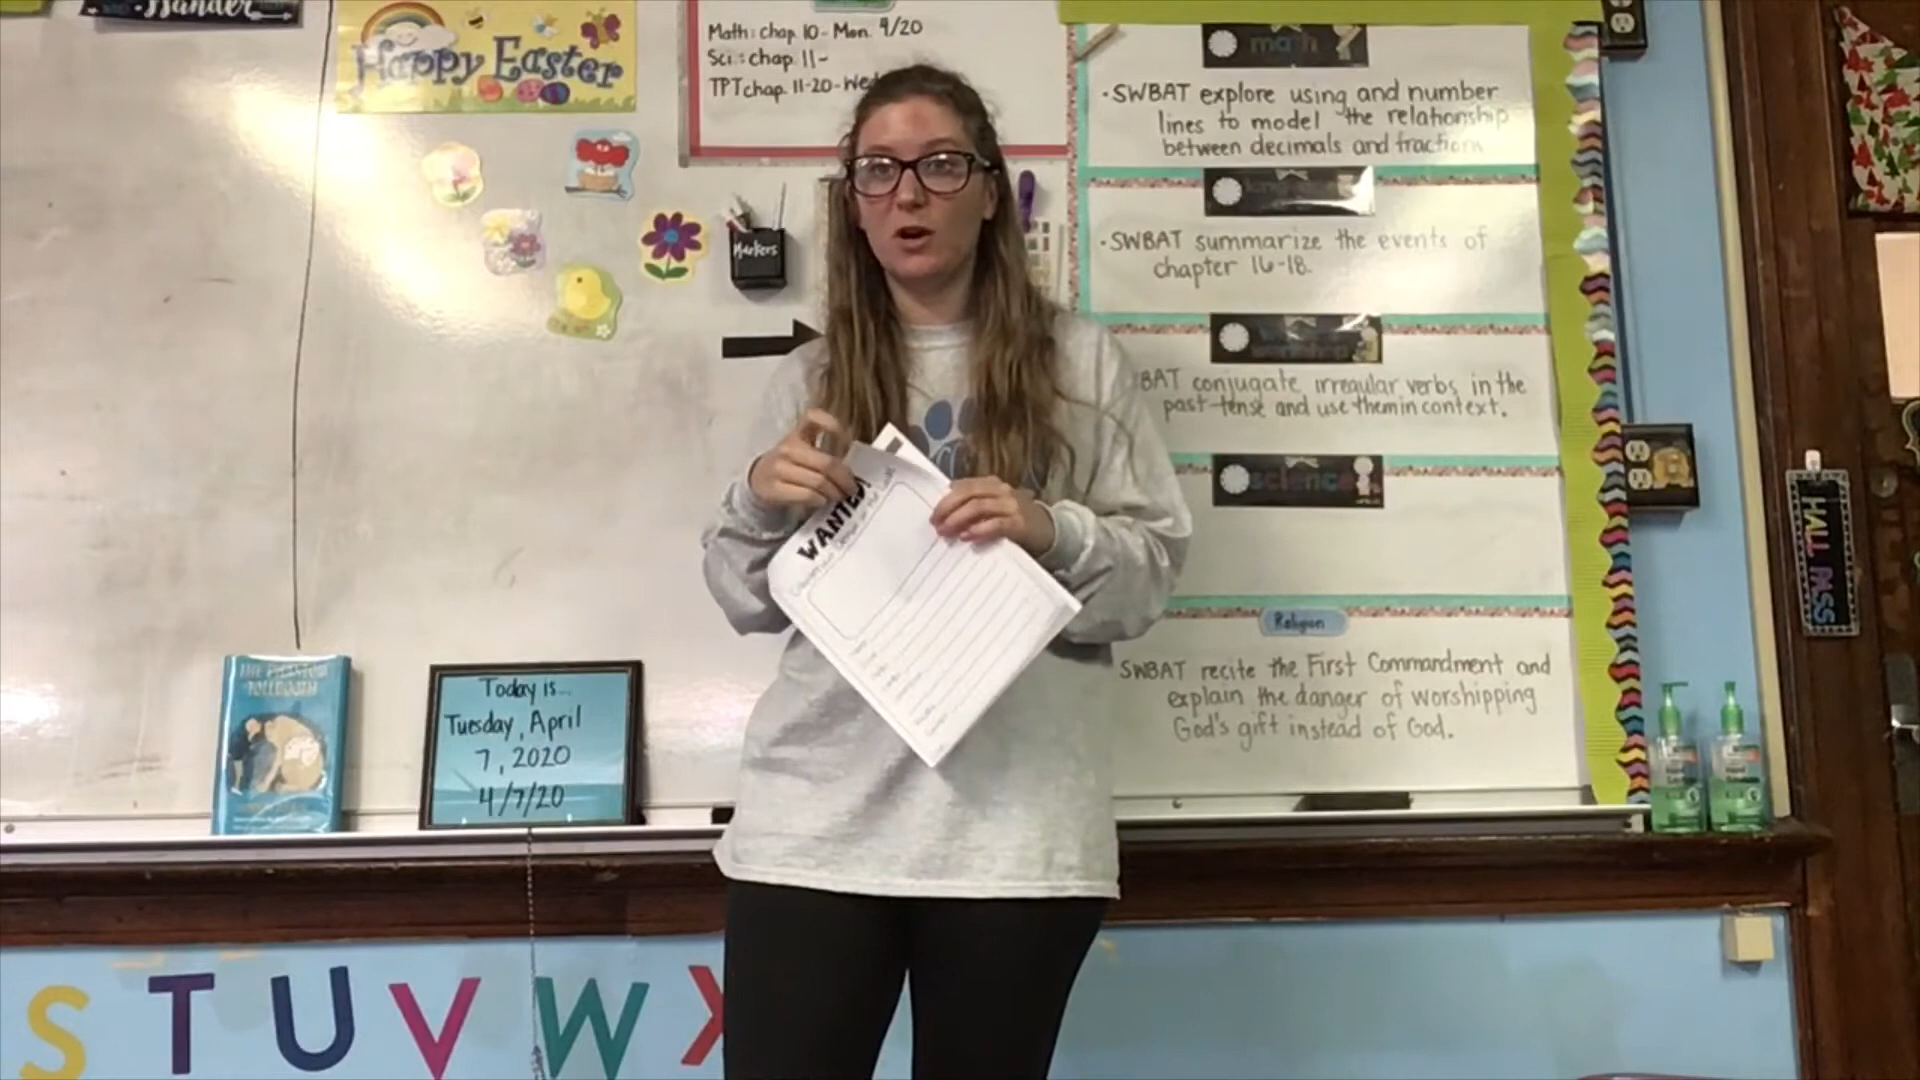 Happy Easter
Math: chap. 10- Mon. 4/20
Sci.: chap. 11-
TPT chap. 11-20-Wed
Markers
math
·SWBAT explore using and number
lines to model the relationship
between decimals and fractions
·SWBAT summarize the events of
chapter 16-18.
BAT conjugate irregular verbs in the
past-tense and use them in context.
science
Religion
SWBAT recite the First Commandment and
explain the danger of worshipping
God's gift instead of God.
HALL PASS
WANTED!
THE PHANTOM
TOLLBOOTH
Today is...
Tuesday, April
7, 2020
4/7/20
S T U V W X